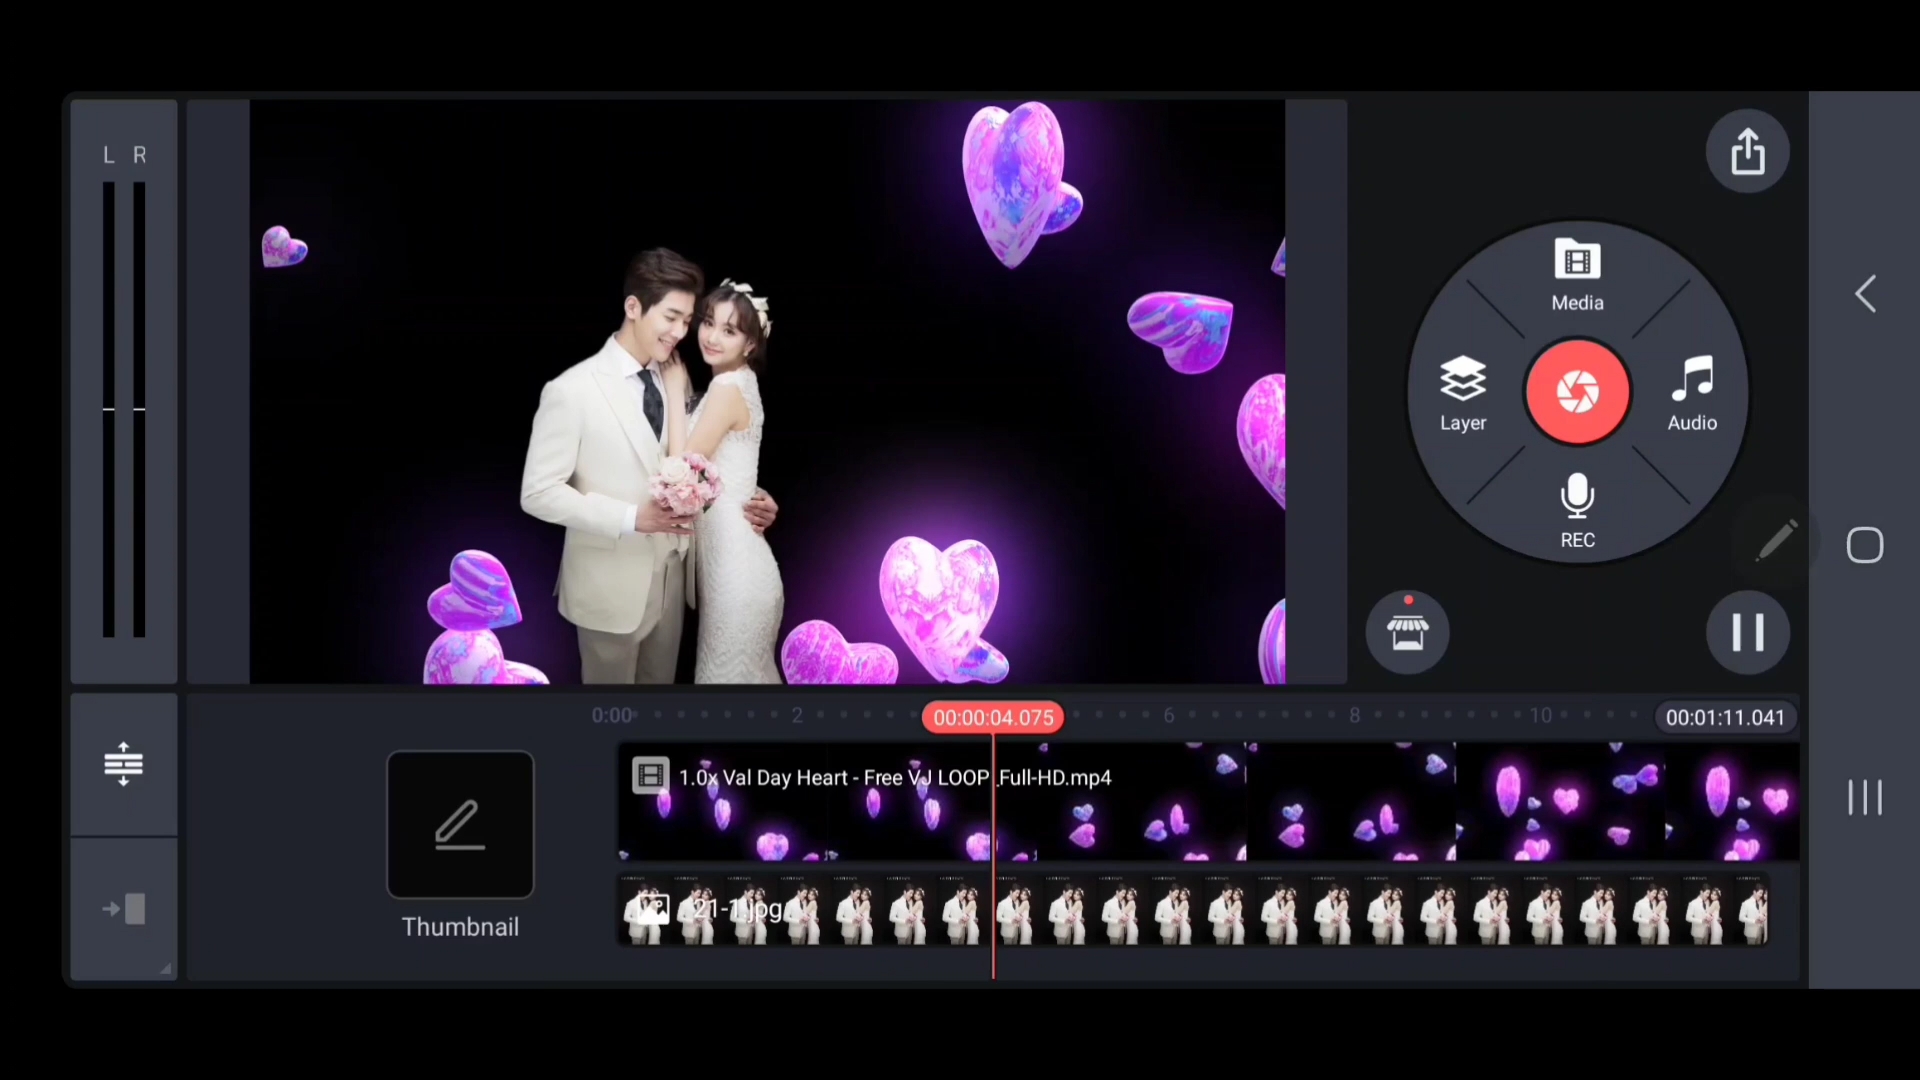 L R
Media
Layer
Audio
REC
0:00
2
00:00:04.075
6
8
10
00:01:11.041
1.0x Val Day Heart - Free VJ LOOP _Full-HD.mp4
21-1.jpg
Thumbnail